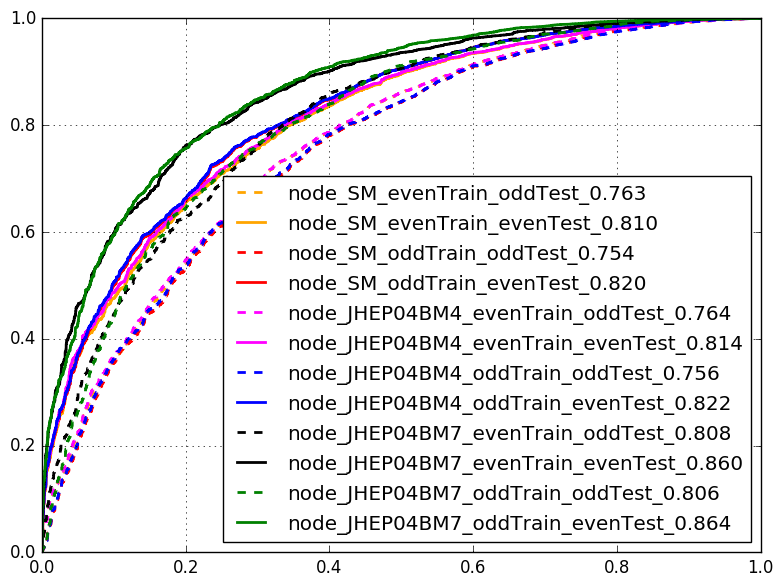 1.0
0.8
0.6
0.4
0.2
0.0
node_SM_evenTrain_oddTest_0.763
node_SM_evenTrain_evenTest_0.810
node_SM_oddTrain_oddTest_0.754
node_SM_oddTrain_evenTest_0.820
node_JHEP04BM4_evenTrain_oddTest_0.764
node_JHEP04BM4_evenTrain_evenTest_0.814
node_JHEP04BM4_oddTrain_oddTest_0.756
node_JHEP04BM4_oddTrain_evenTest_0.822
node_JHEP04BM7_evenTrain_oddTest_0.808
node_JHEP04BM7_evenTrain_evenTest_0.860
node_JHEP04BM7_oddTrain_oddTest_0.806
node_JHEP04BM7_oddTrain_evenTest_0.864
0.0 0.2 0.4 0.6 0.8 1.0